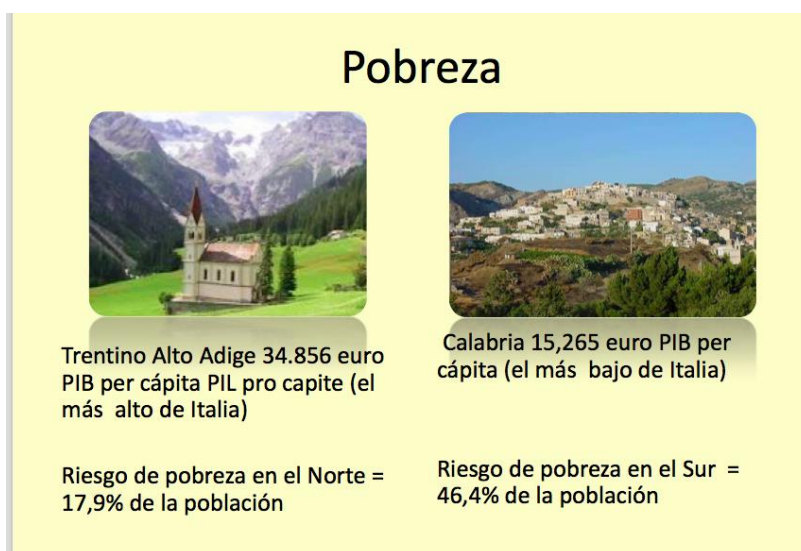 Pobreza
Trentino Alto Adige 34.856 euro
PIB per cápita PIL pro capite (el
más alto de Italia)
Riesgo de pobreza en el Norte =
17,9% de la población
Calabria 15,265 euro PIB per
cápita (el más bajo de Italia)
Riesgo de pobreza en el Sur =
46,4% de la población